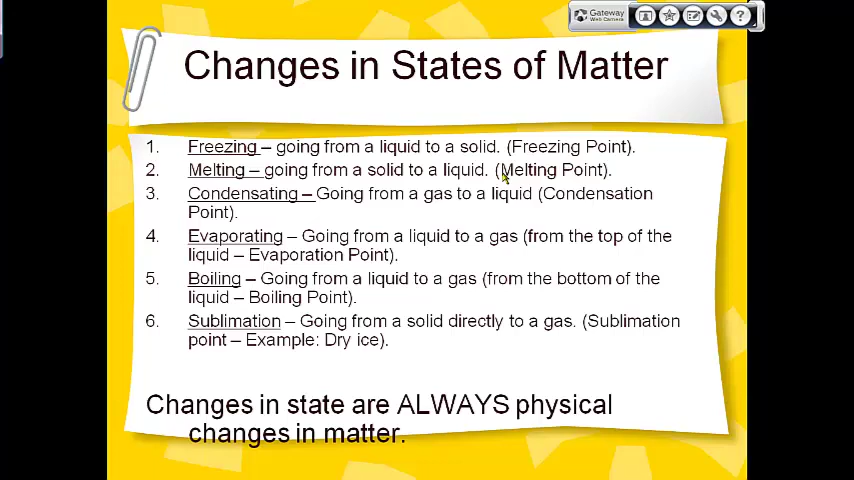 Gateway
Web Camera
Changes in States of Matter
1. Freezing – going from a liquid to a solid. (Freezing Point).
2. Melting – going from a solid to a liquid. (Melting Point).
3. Condensating – Going from a gas to a liquid (Condensation
Point).
4. Evaporating – Going from a liquid to a gas (from the top of the
liquid – Evaporation Point).
5. Boiling – Going from a liquid to a gas (from the bottom of the
liquid – Boiling Point).
6. Sublimation – Going from a solid directly to a gas. (Sublimation
point – Example: Dry ice).
Changes in state are ALWAYS physical
changes in matter.